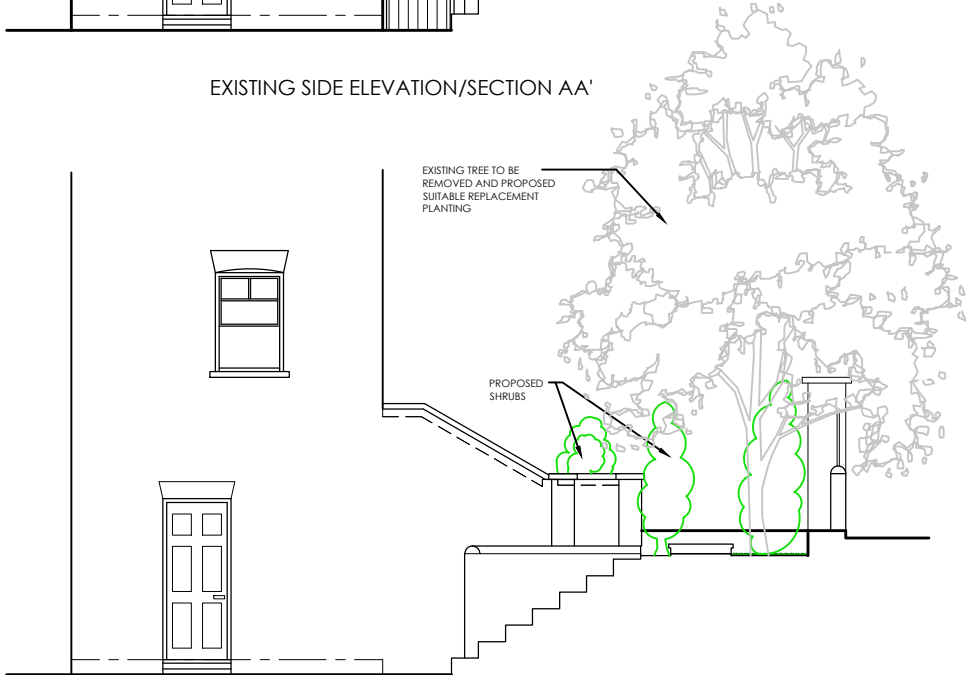 EXISTING SIDE ELEVATION/SECTION AA'
EXISTING TREE TO BE
REMOVED AND PROPOSED
SUITABLE REPLACEMENT
PLANTING
PROPOSED
SHRUBS